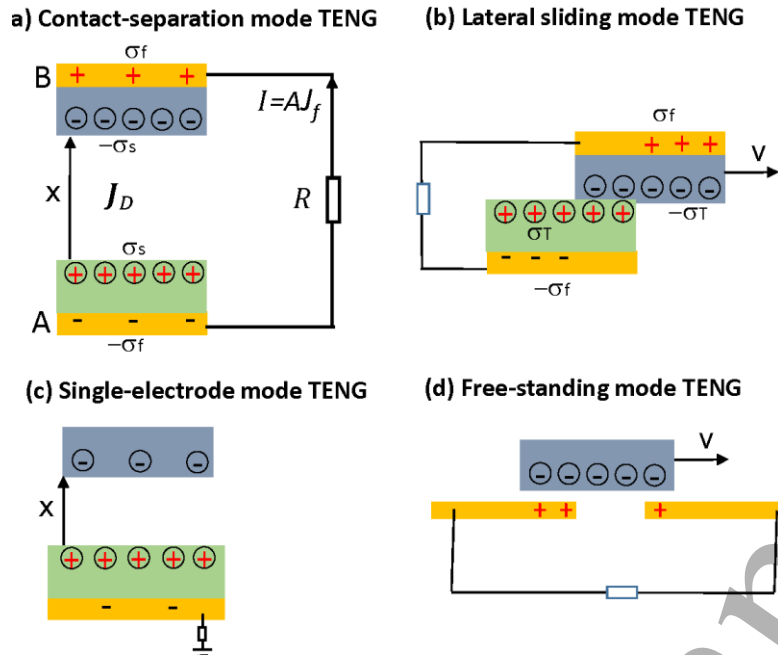 a) Contact-separation mode TENG
(b) Lateral sliding mode TENG
σf
B + + +
− − − − −
−σs
I=AJf
x
JD
R
σs
+ + + + +
A - - -
−σf
σf
+ + +
− − − − −
V
−σT
+ + + + +
σT
- - -
−σf
(c) Single-electrode mode TENG
(d) Free-standing mode TENG
− − −
x
+ + + + +
- -
V
− − − − −
+ + +